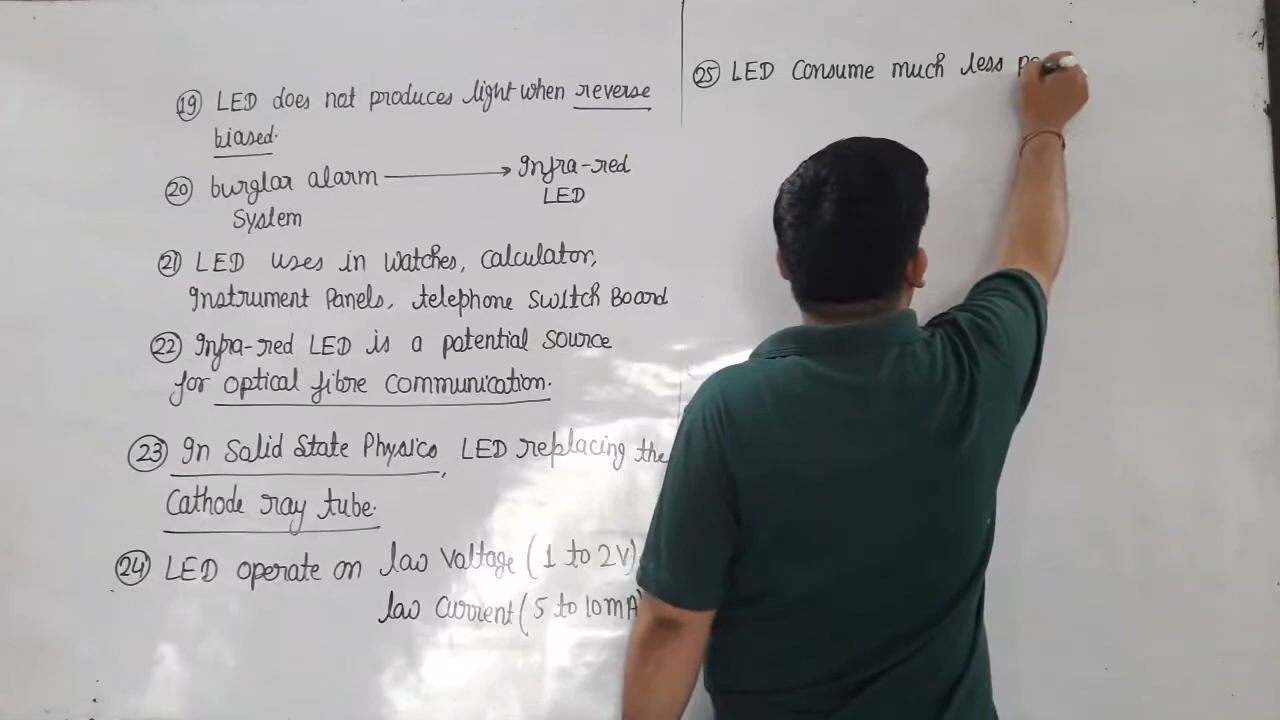 19 LED does not produces light when reverse
biased.
20 burglar alarm → Infra-red
System LED
21 LED uses in watches, calculator,
Instrument Panels, telephone switch Board
22 Infra-red LED is a potential source
for optical fibre communication.
23 In Solid State Physics, LED replacing the
Cathode ray tube.
24 LED operate on low voltage (1 to 2V)
low current (5 to 10mA)
25 LED Consume much less